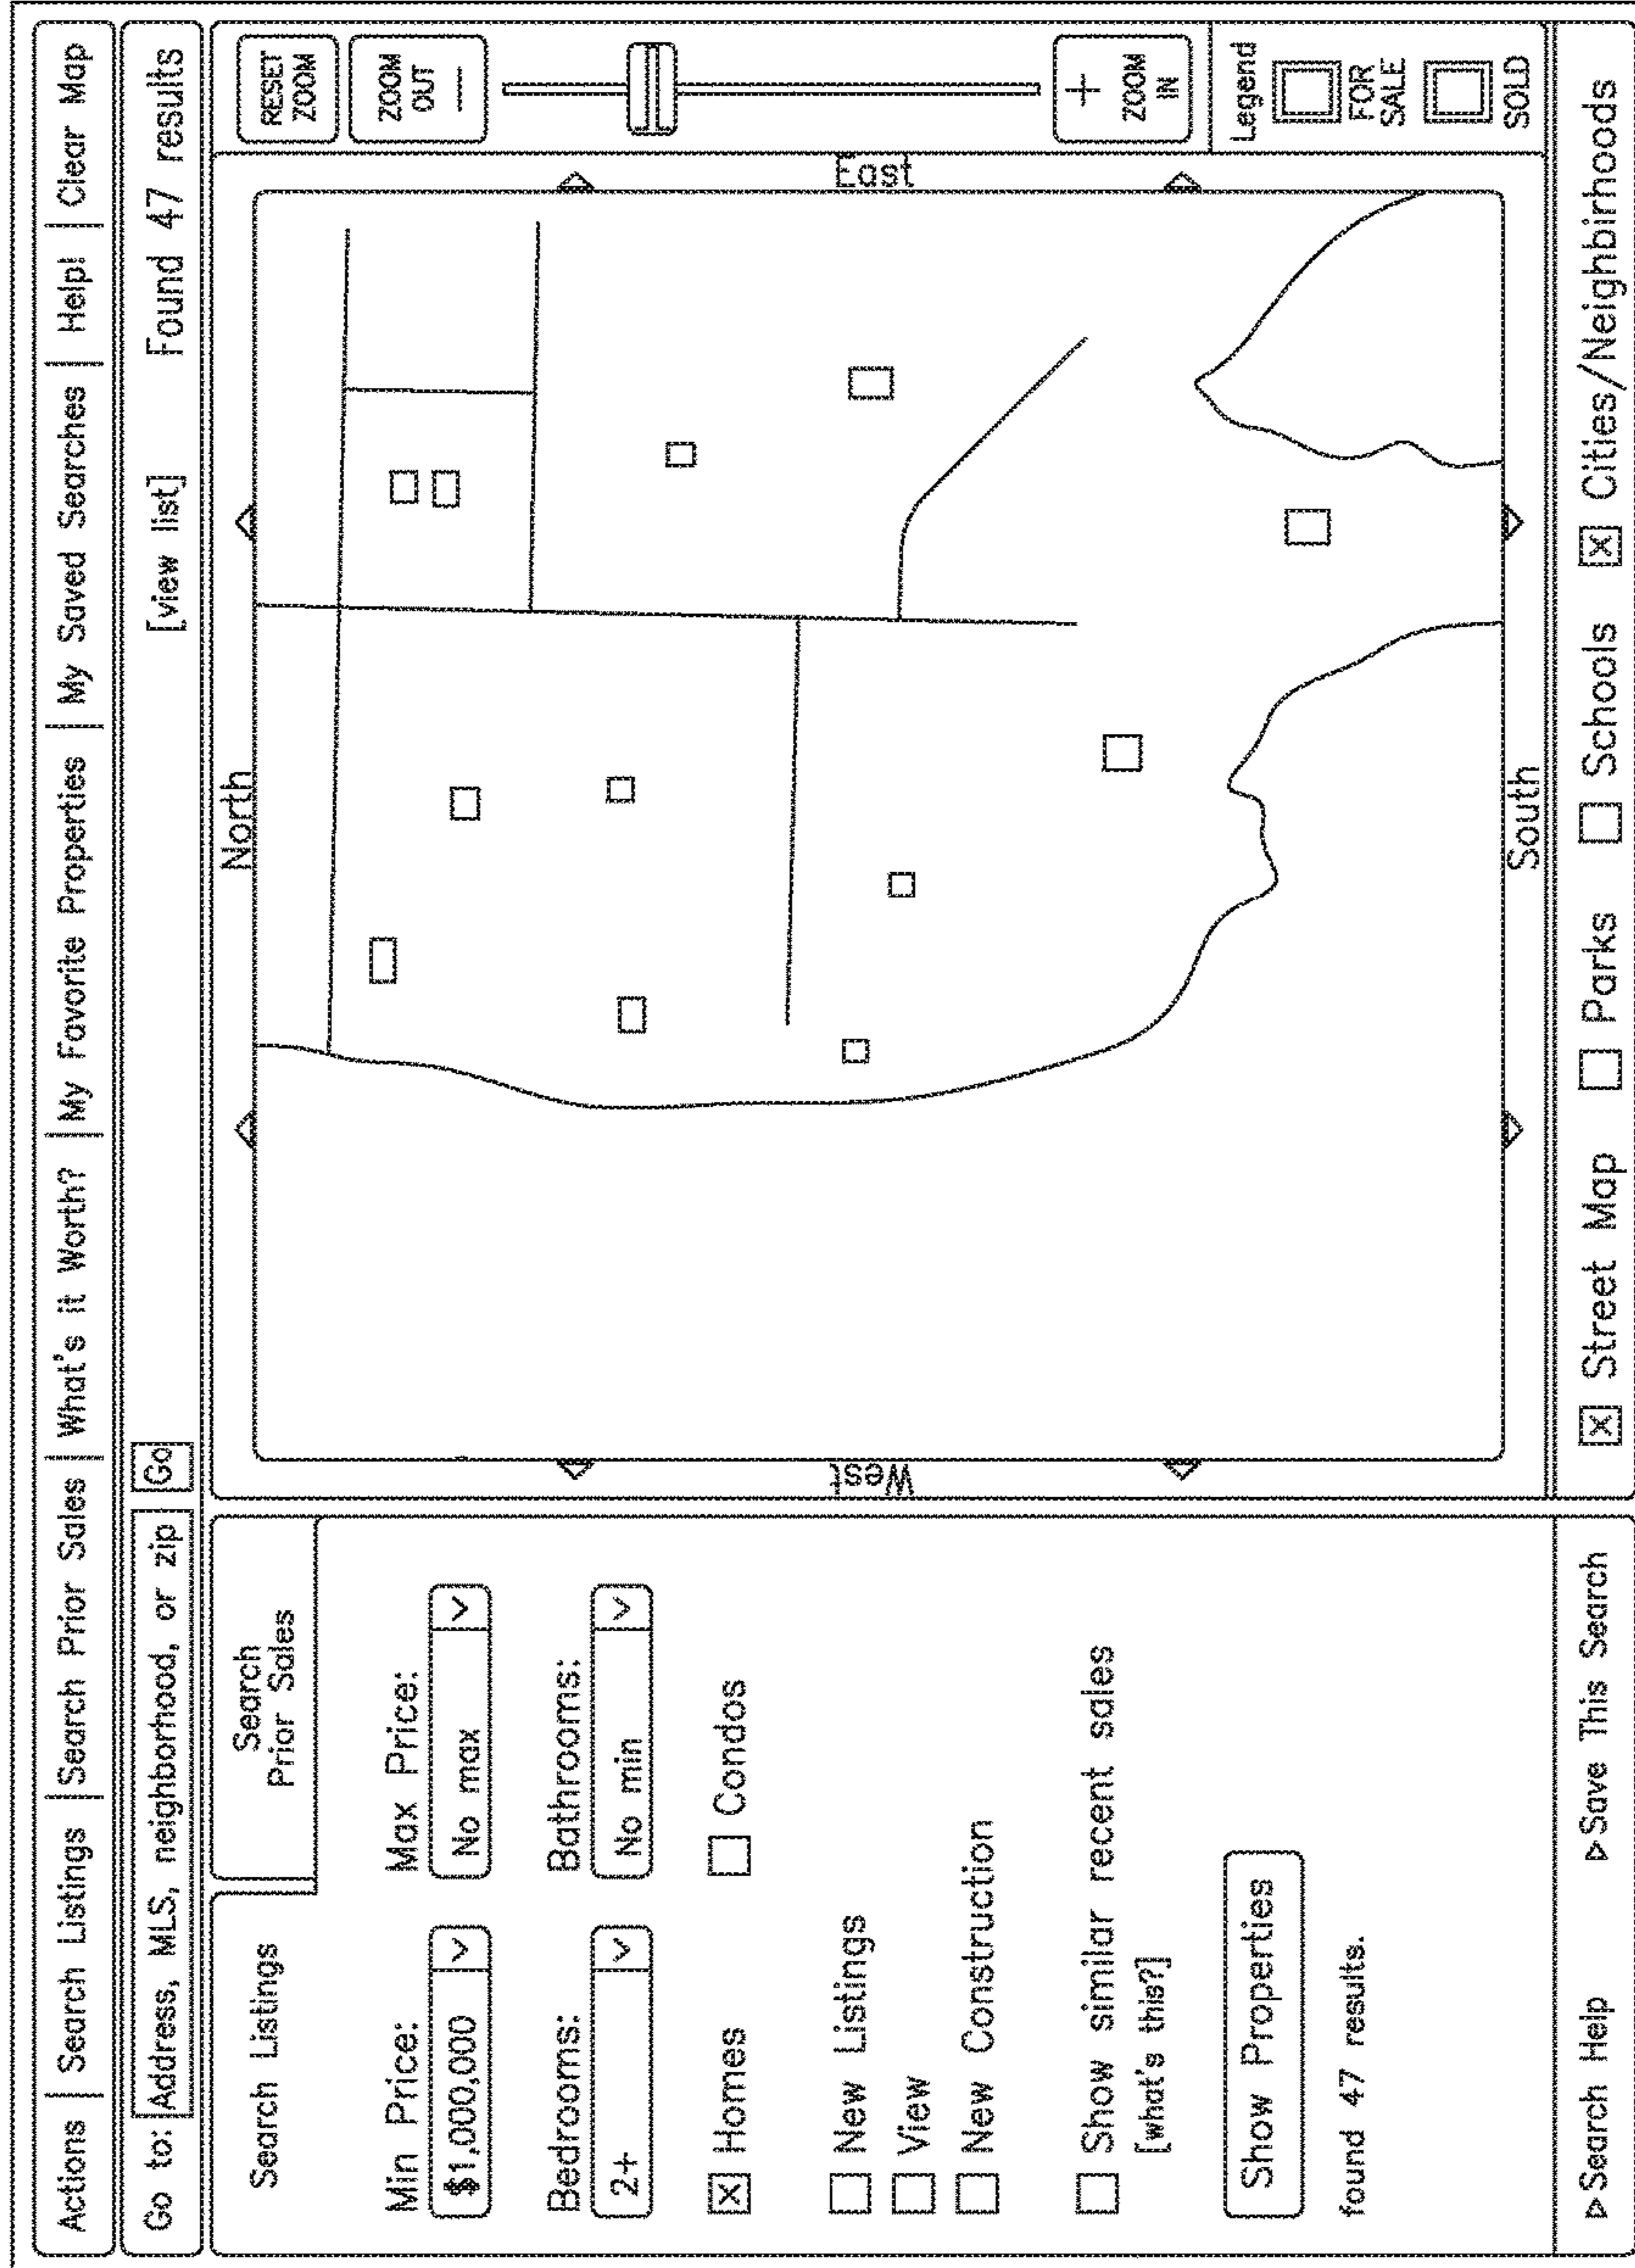 Actions | Search Listings | Search Prior Sales | What's it Worth? | My Favorite Properties | My Saved Searches | Help! | Clear Map
Go to: Address, MLS, neighborhood, or zip Go [view list] Found 47 results
Search Listings
Search
Prior Sales
Min Price: Max Price:
$1,000,000 No max
Bedrooms: Bathrooms:
2+ No min
Homes Condos
New Listings
View
New Construction
Show similar recent sales
[what's this?]
Show Properties
found 47 results.
Search Help Save This Search
North
West
East
South
RESET
ZOOM
ZOOM
OUT
—
+
ZOOM
IN
Legend
FOR
SALE
SOLD
Street Map Parks Schools Cities/Neighbirhoods